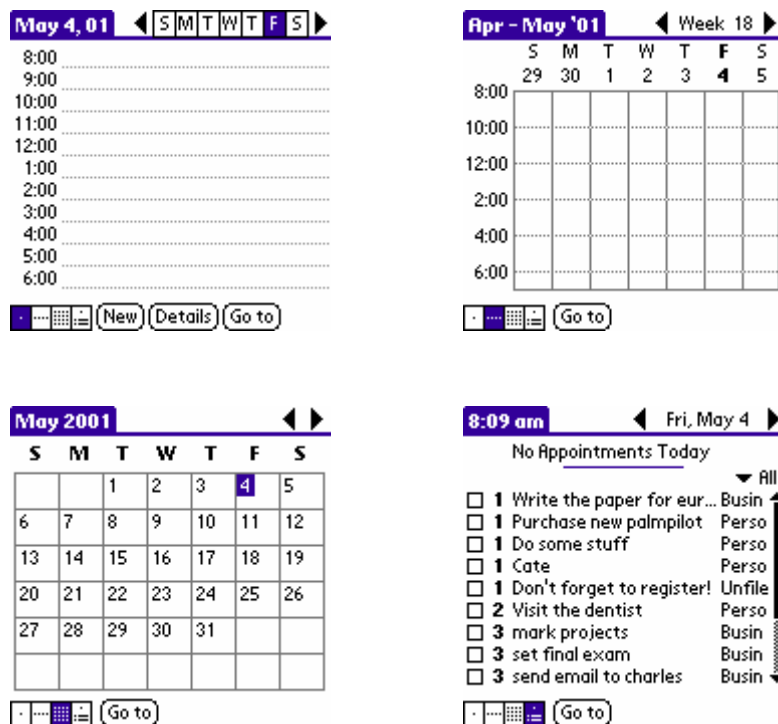 May 4, 01 S M T W T F S
8:00
9:00
10:00
11:00
12:00
1:00
2:00
3:00
4:00
5:00
6:00
New Details Go to
Apr - May '01 Week 18
S M T W T F S
29 30 1 2 3 4 5
8:00
10:00
12:00
2:00
4:00
6:00
Go to
May 2001
S M T W T F S
1 2 3 4 5
6 7 8 9 10 11 12
13 14 15 16 17 18 19
20 21 22 23 24 25 26
27 28 29 30 31
Go to
8:09 am Fri, May 4
No Appointments Today
All
1 Write the paper for eur... Busin
1 Purchase new palmpilot Perso
1 Do some stuff Perso
1 Cate Perso
1 Don't forget to register! Unfile
2 Visit the dentist Perso
3 mark projects Busin
3 set final exam Busin
3 send email to charles Busin
Go to